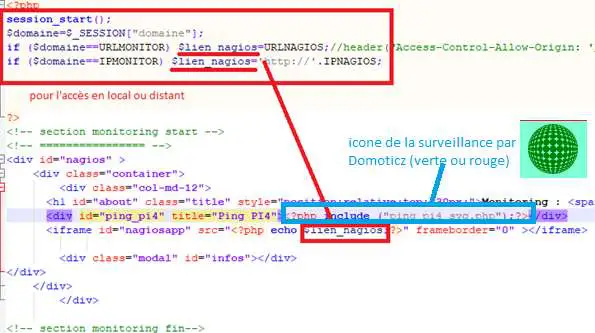 <?php
session_start();
$domaine=$_SESSION["domaine"];
if ($domaine==URLMONITOR) $lien_nagios=URLNAGIOS;//header('Access-Control-Allow-Origin: '
if ($domaine==IPMONITOR) $lien_nagios='http://'.IPNAGIOS;
pour l'accès en local ou distant
?>
<!-- section monitoring start -->
<!-- ================ -->
icone de la surveillance par
Domoticz (verte ou rouge)
<div id="nagios" >
<div class="container">
<div class="col-md-12">
<h1 id="about" class="title" style="position:relative;top:-30px;">Monitoring : <spa
<div id="ping_pi4" title="Ping PI4"><?php include ("ping_pi4_svg.php");?></div>
<iframe id="nagiosapp" src="<?php echo $lien_nagios;?>" frameborder="0" ></iframe>
<div class="modal" id="infos"></div>
</div>
</div>
</div>
<!-- section monitoring fin-->